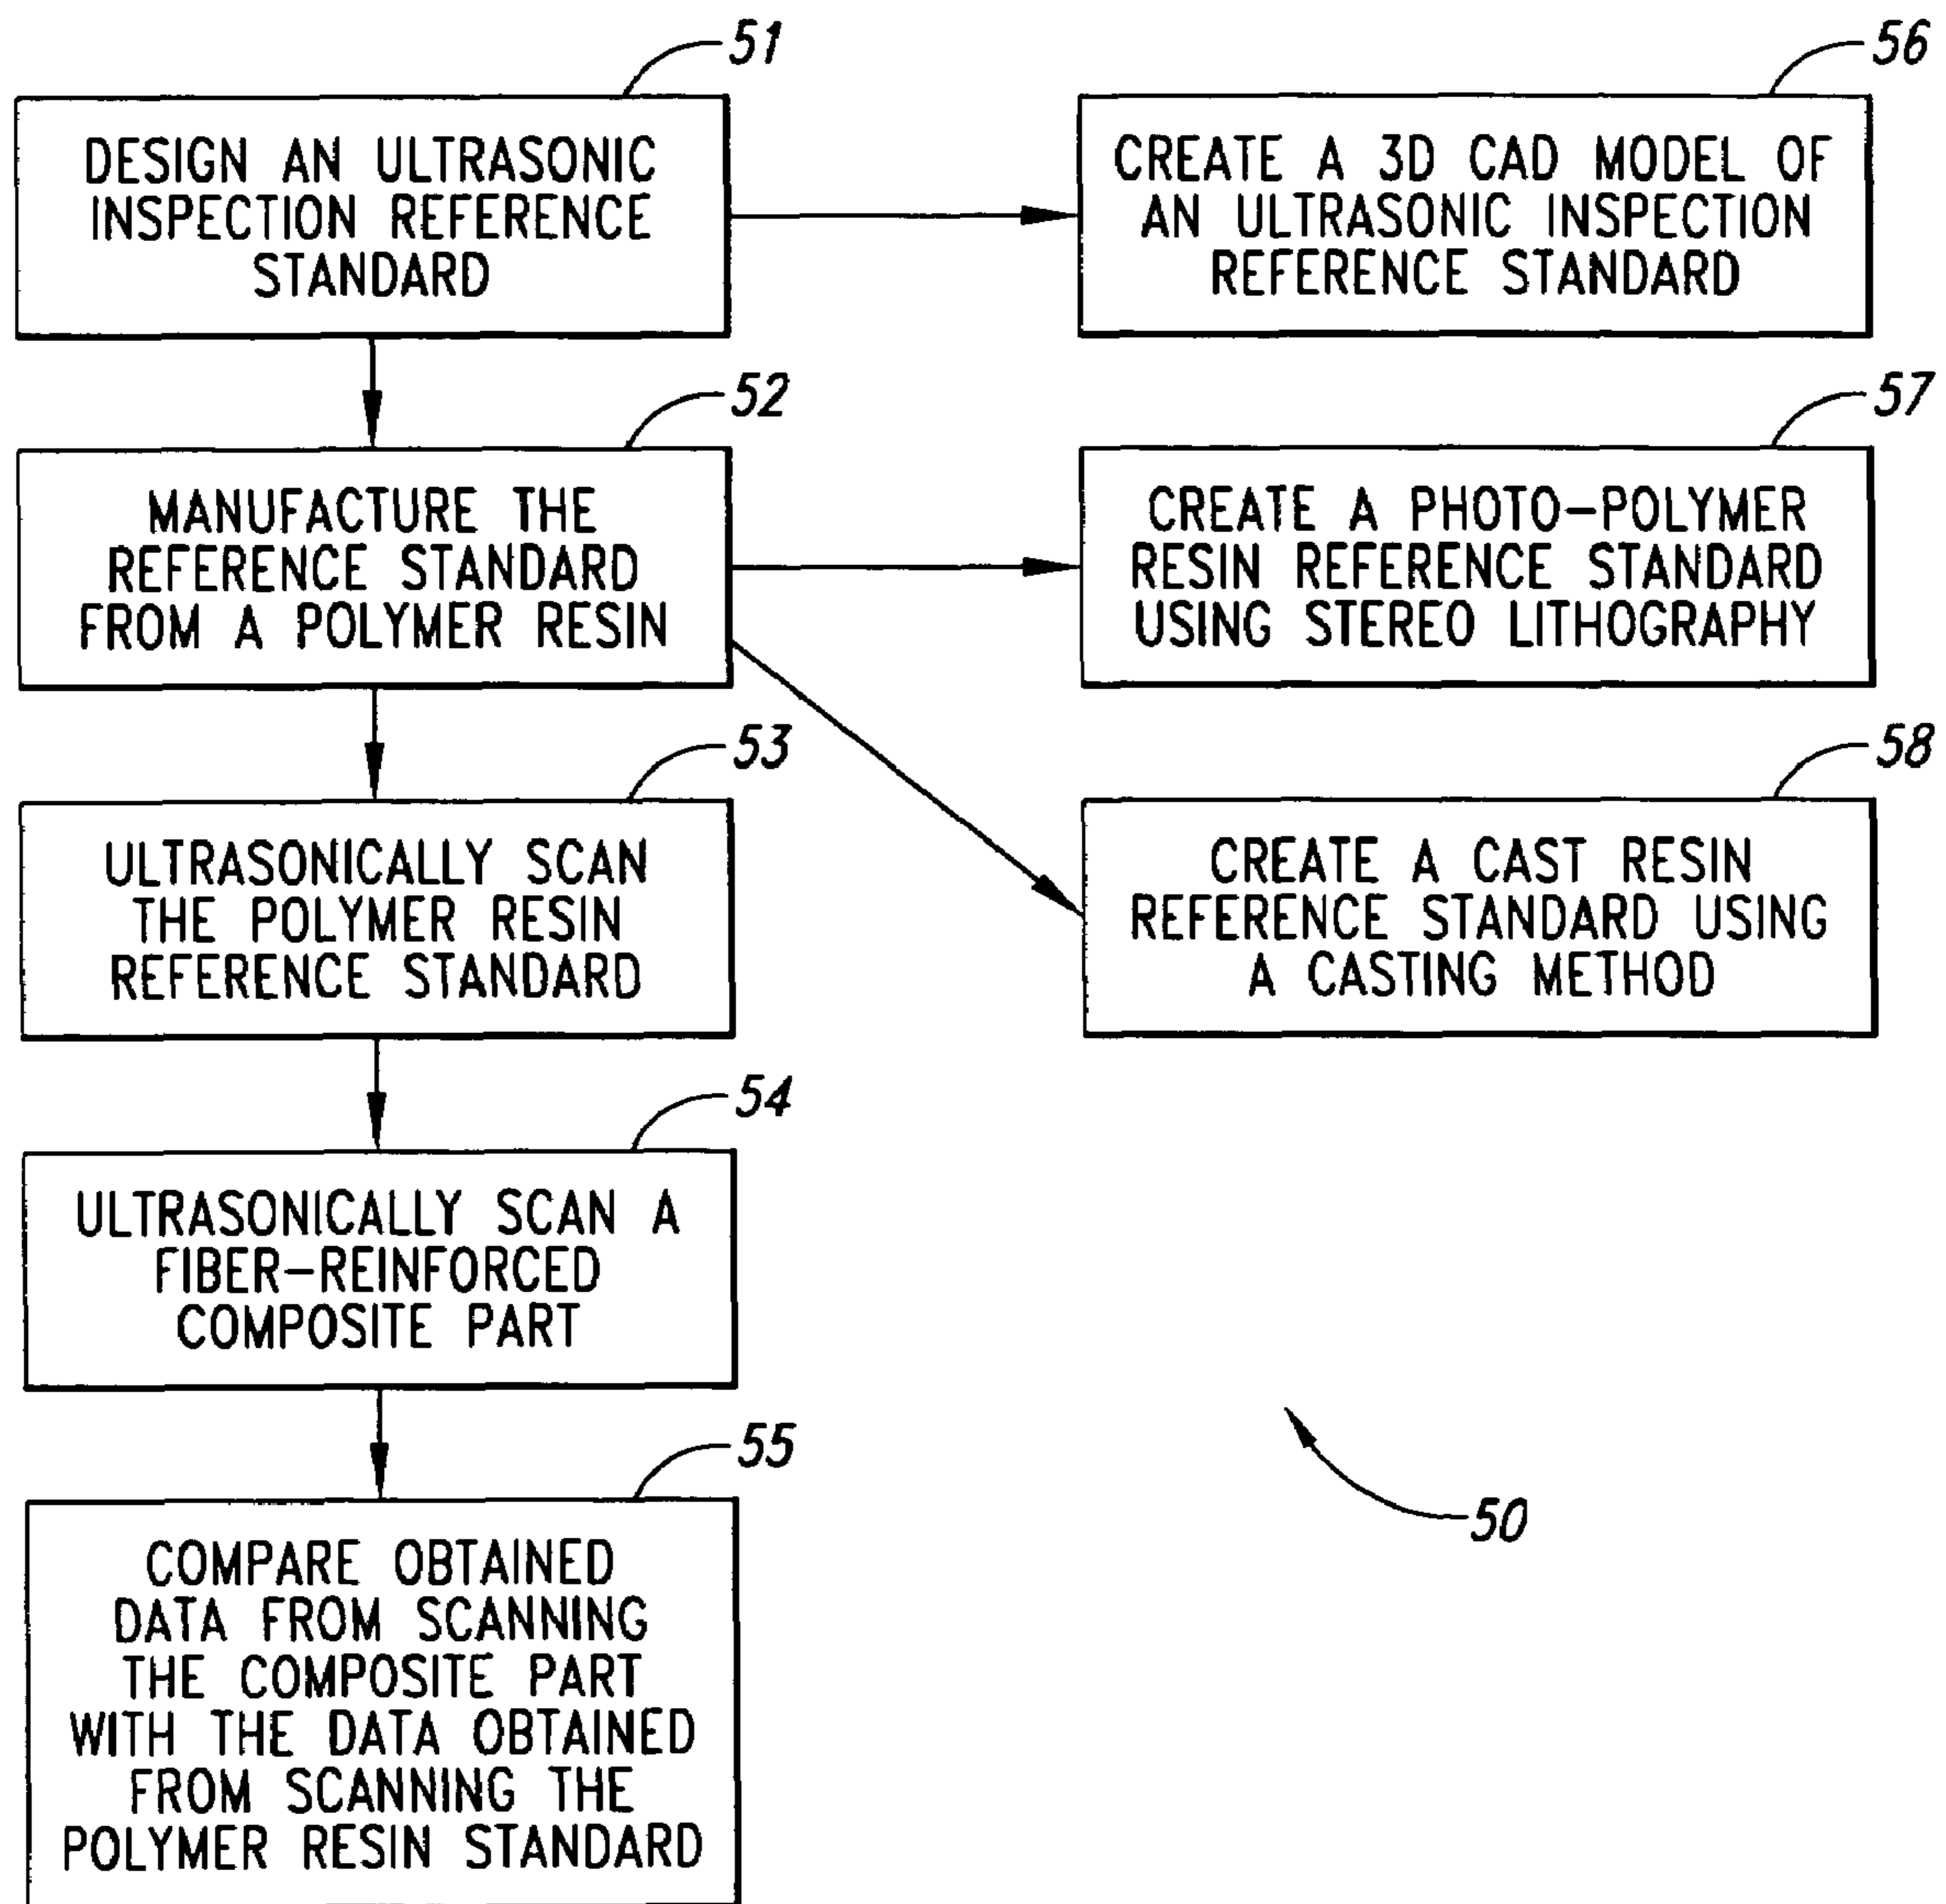 51
DESIGN AN ULTRASONIC
INSPECTION REFERENCE
STANDARD
56
CREATE A 3D CAD MODEL OF
AN ULTRASONIC INSPECTION
REFERENCE STANDARD
52
MANUFACTURE THE
REFERENCE STANDARD
FROM A POLYMER RESIN
57
CREATE A PHOTO-POLYMER
RESIN REFERENCE STANDARD
USING STEREO LITHOGRAPHY
53
ULTRASONICALLY SCAN
THE POLYMER RESIN
REFERENCE STANDARD
58
CREATE A CAST RESIN
REFERENCE STANDARD USING
A CASTING METHOD
54
ULTRASONICALLY SCAN A
FIBER-REINFORCED
COMPOSITE PART
55
COMPARE OBTAINED
DATA FROM SCANNING
THE COMPOSITE PART
WITH THE DATA OBTAINED
FROM SCANNING THE
POLYMER RESIN STANDARD
50